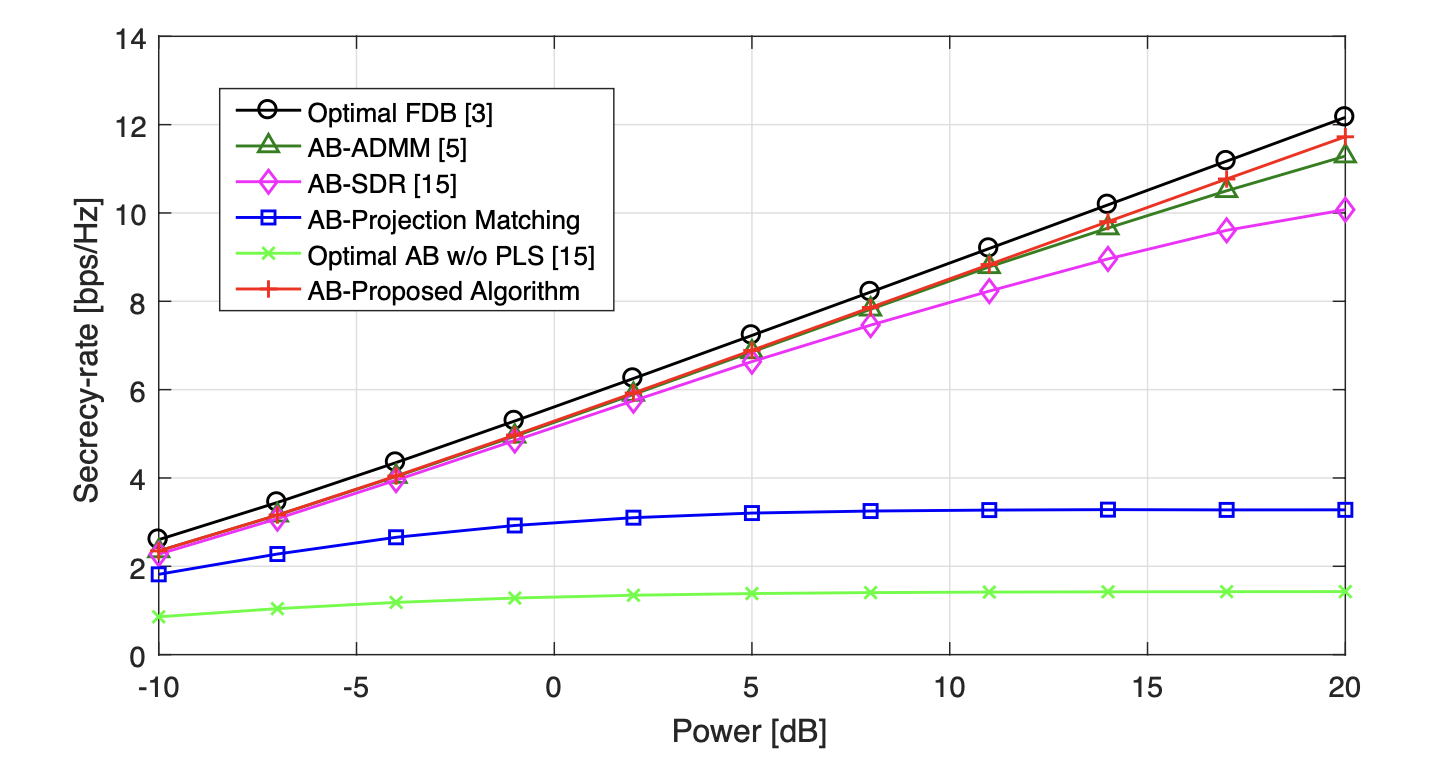 14
12
10
8
6
4
2
0
Secrecy-rate [bps/Hz]
Optimal FDB [3]
AB-ADMM [5]
AB-SDR [15]
AB-Projection Matching
Optimal AB w/o PLS [15]
AB-Proposed Algorithm
-10 -5 0 5 10 15 20
Power [dB]